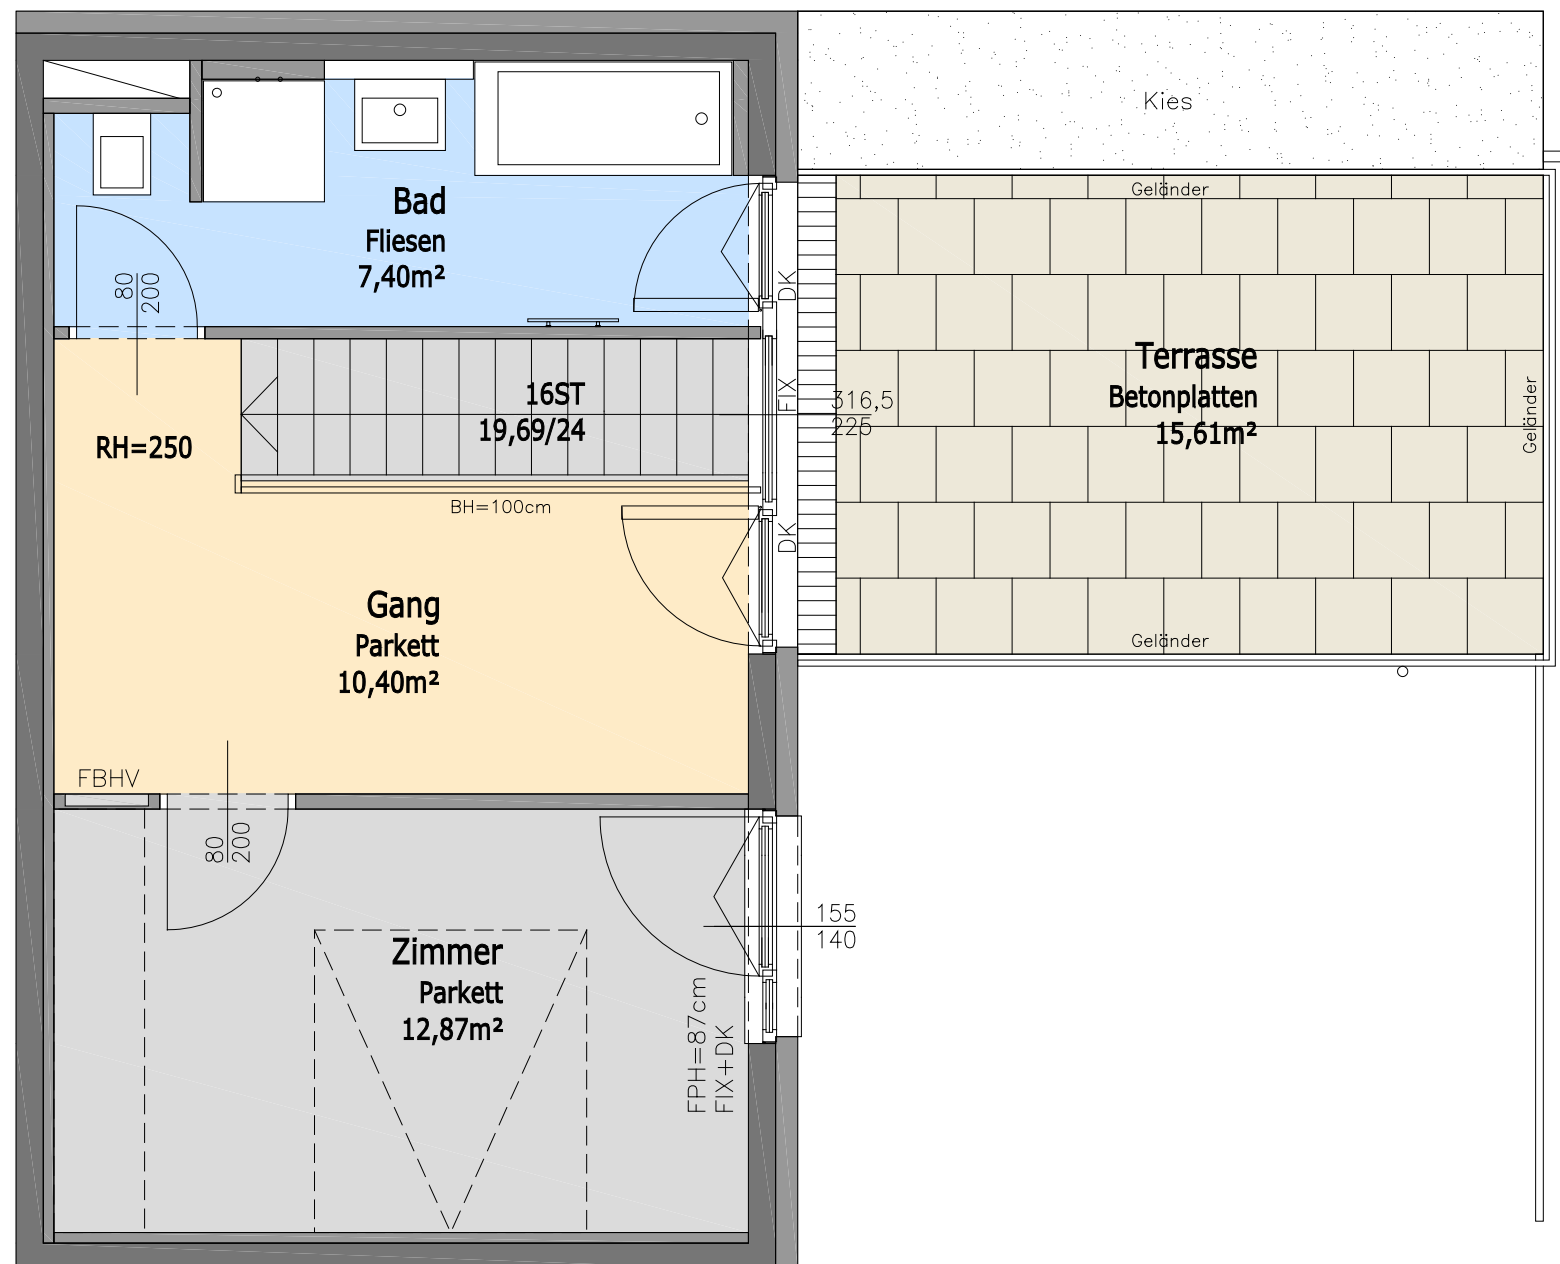 Kies
Geländer
Bad
Fliesen
7,40m²
80
200
DK
16ST
19,69/24
FIX
316,5
225
Terrasse
Betonplatten
15,61m²
Geländer
RH=250
BH=100cm
DK
Gang
Parkett
10,40m²
Geländer
FBHV
80
200
155
140
Zimmer
Parkett
12,87m²
FPH=87cm
FIX+DK